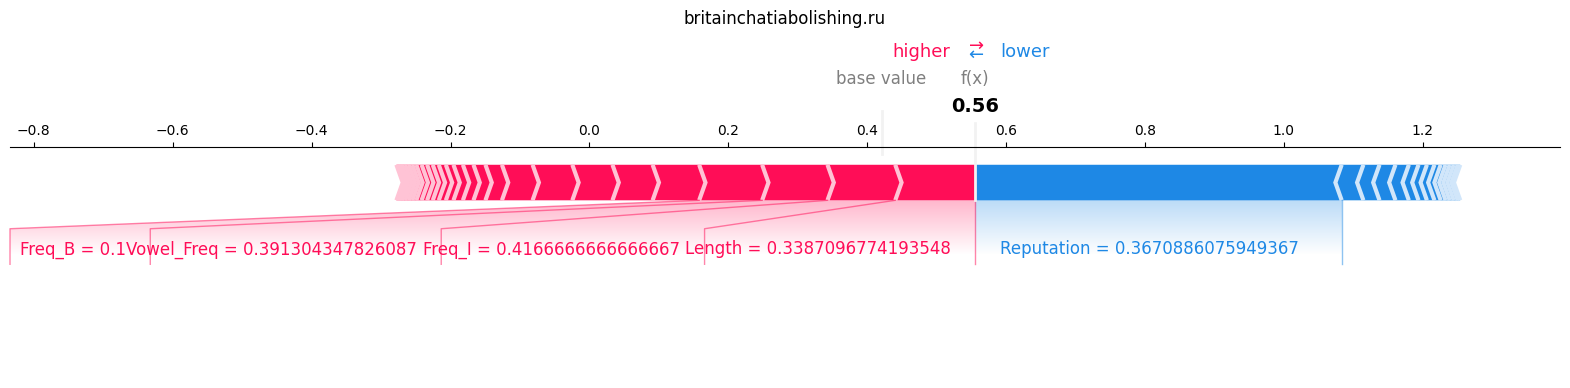 britainchatiabolishing.ru
higher ⇄ lower
base value f(x)
0.56
−0.8 −0.6 −0.4 −0.2 0.0 0.2 0.4 0.6 0.8 1.0 1.2
Freq_B = 0.1 Vowel_Freq = 0.391304347826087 Freq_I = 0.4166666666666667 Length = 0.3387096774193548 Reputation = 0.3670886075949367